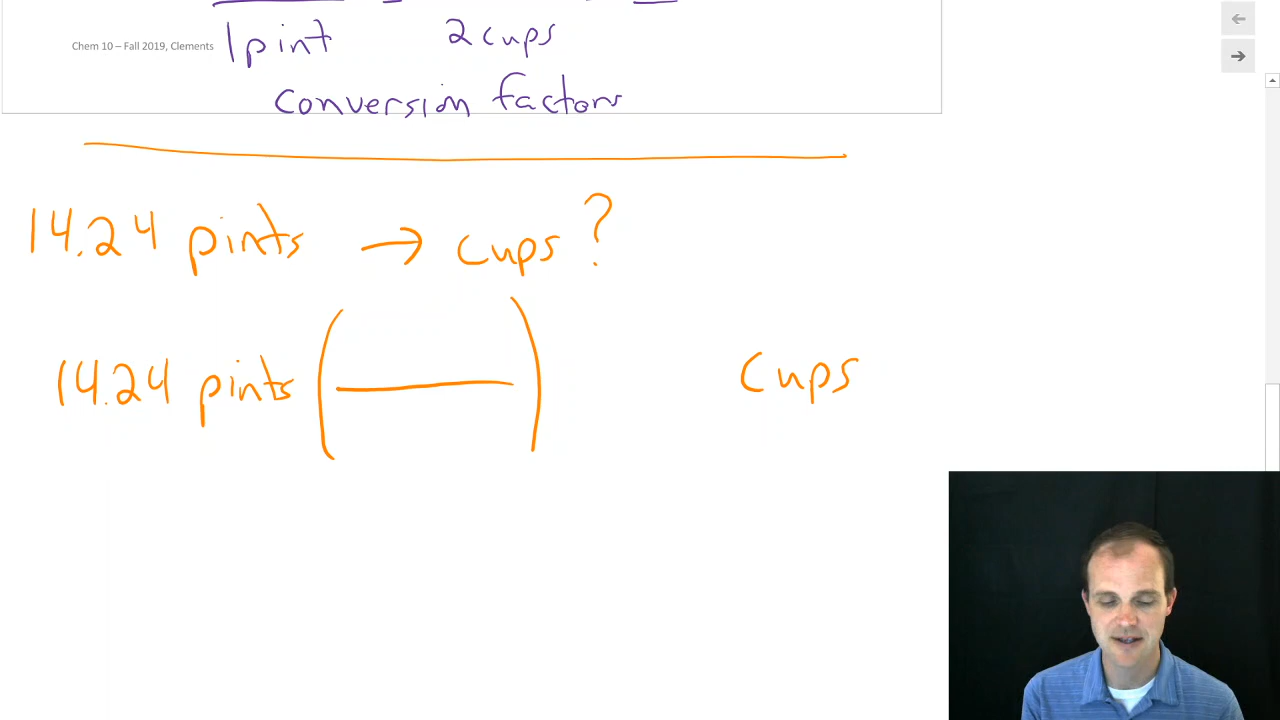 1 pint 2 cups
Chem 10 – Fall 2019, Clements
conversion factors
14.24 pints → cups ?
14.24 pints ( ) cups